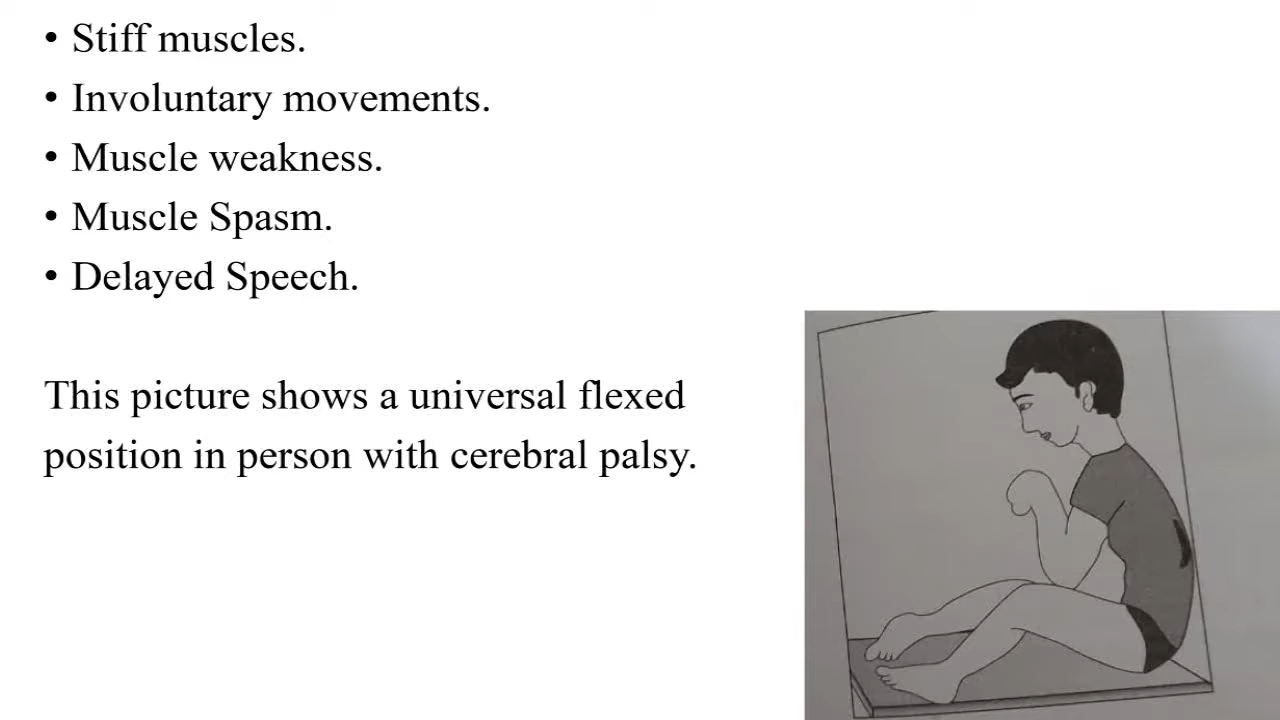 • Stiff muscles.
• Involuntary movements.
• Muscle weakness.
• Muscle Spasm.
• Delayed Speech.
This picture shows a universal flexed
position in person with cerebral palsy.